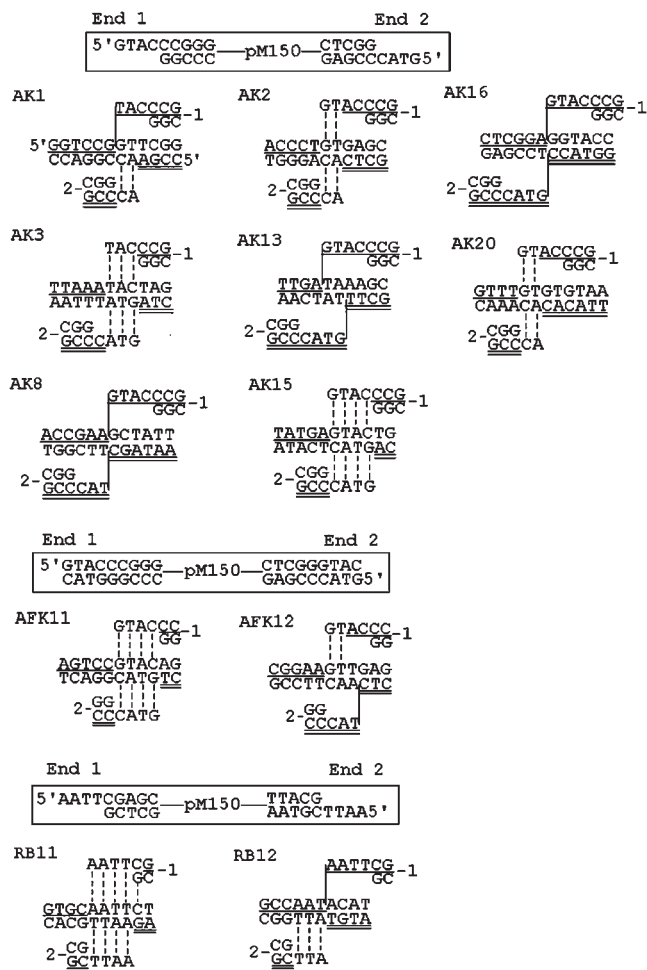 End 1 End 2
5'GTACCCGGG CTCGG
GGCCC —pM150— GAGCCCATG5'
AK1 TACCCG
GGC -1
5'GGTCCGGTTCGG
CCAGGCCAAGCC5'
CGG
2- GCCCA
AK2 GTACCCG
GGC -1
ACCCTGTGAGC
TGGGACACTCG
CGG
2- GCCCA
AK16 GTACCCG
GGC -1
CTCGGAGGTACC
GAGCCTCCATGG
CGG
2- GCCCATG
AK3 TACCCG
GGC -1
TTAAATACTAG
AATTTATGATC
CGG
2- GCCCATG
AK13 GTACCCG
GGC -1
TTGATAAAGC
AACTATTTCG
CGG
2- GCCCATG
AK20 GTACCCG
GGC -1
GTTTGTGTGTAA
CAAACACACATT
CGG
2- GCCCA
AK8 GTACCCG
GGC -1
ACCGAAGCTATT
TGGCTTCGATAA
CGG
2- GCCCAT
AK15 GTACCCG
GGC -1
TATGAGTACTG
ATACTCATGAC
CGG
2- GCCCATG
End 1 End 2
5'GTACCCGGG CTCGGGTAC
CATGGGCCC —pM150— GAGCCCATG5'
AFK11 GTACCC
GG -1
AGTCCGTACAG
TCAGGCATGTC
GG
2- CCCATG
AFK12 GTACCC
GG -1
CGGAAGTTGAG
GCCTTCAACTC
GG
2- CCCAT
End 1 End 2
5'AATTCGAGC TTACG
GCTCG —pM150— AATGCTTAA5'
RB11 AATTCG
GC -1
GTGCAATTCT
CACGTTAAGA
CG
2- GCTTAA
RB12 AATTCG
GC -1
GCCAATACAT
CGGTTATGTA
CG
2- GCTTA